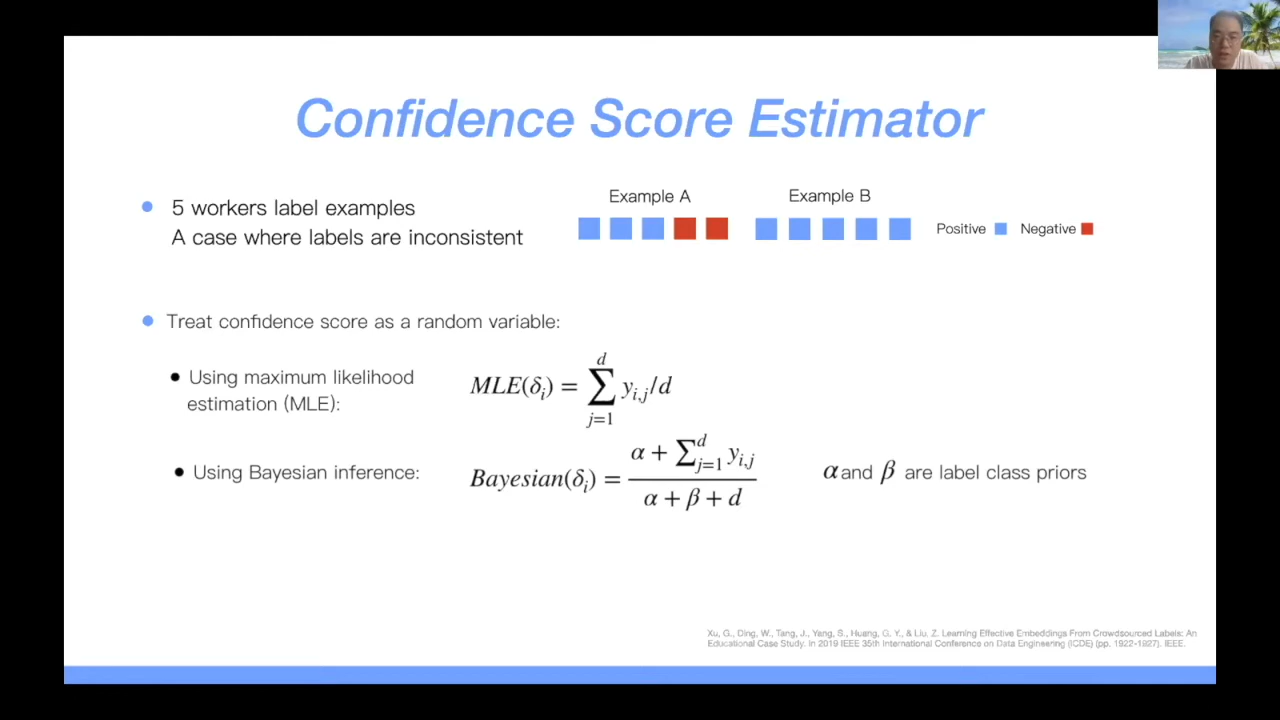 Confidence Score Estimator
5 workers label examples
A case where labels are inconsistent
Example A
Example B
Positive
Negative
Treat confidence score as a random variable:
Using maximum likelihood
estimation (MLE):
MLE(δ_i) = ∑_{j=1}^{d} y_{i,j}/d
Using Bayesian inference:
Bayesian(δ_i) = (α + ∑_{j=1}^{d} y_{i,j}) / (α + β + d)
α and β are label class priors
Xu, G., Ding, W., Tang, J., Yang, S., Huang, G. Y., & Liu, Z. Learning Effective Embeddings From Crowdsourced Labels: An
Educational Case Study. In 2019 IEEE 35th International Conference on Data Engineering (ICDE) (pp. 1922-1927). IEEE.